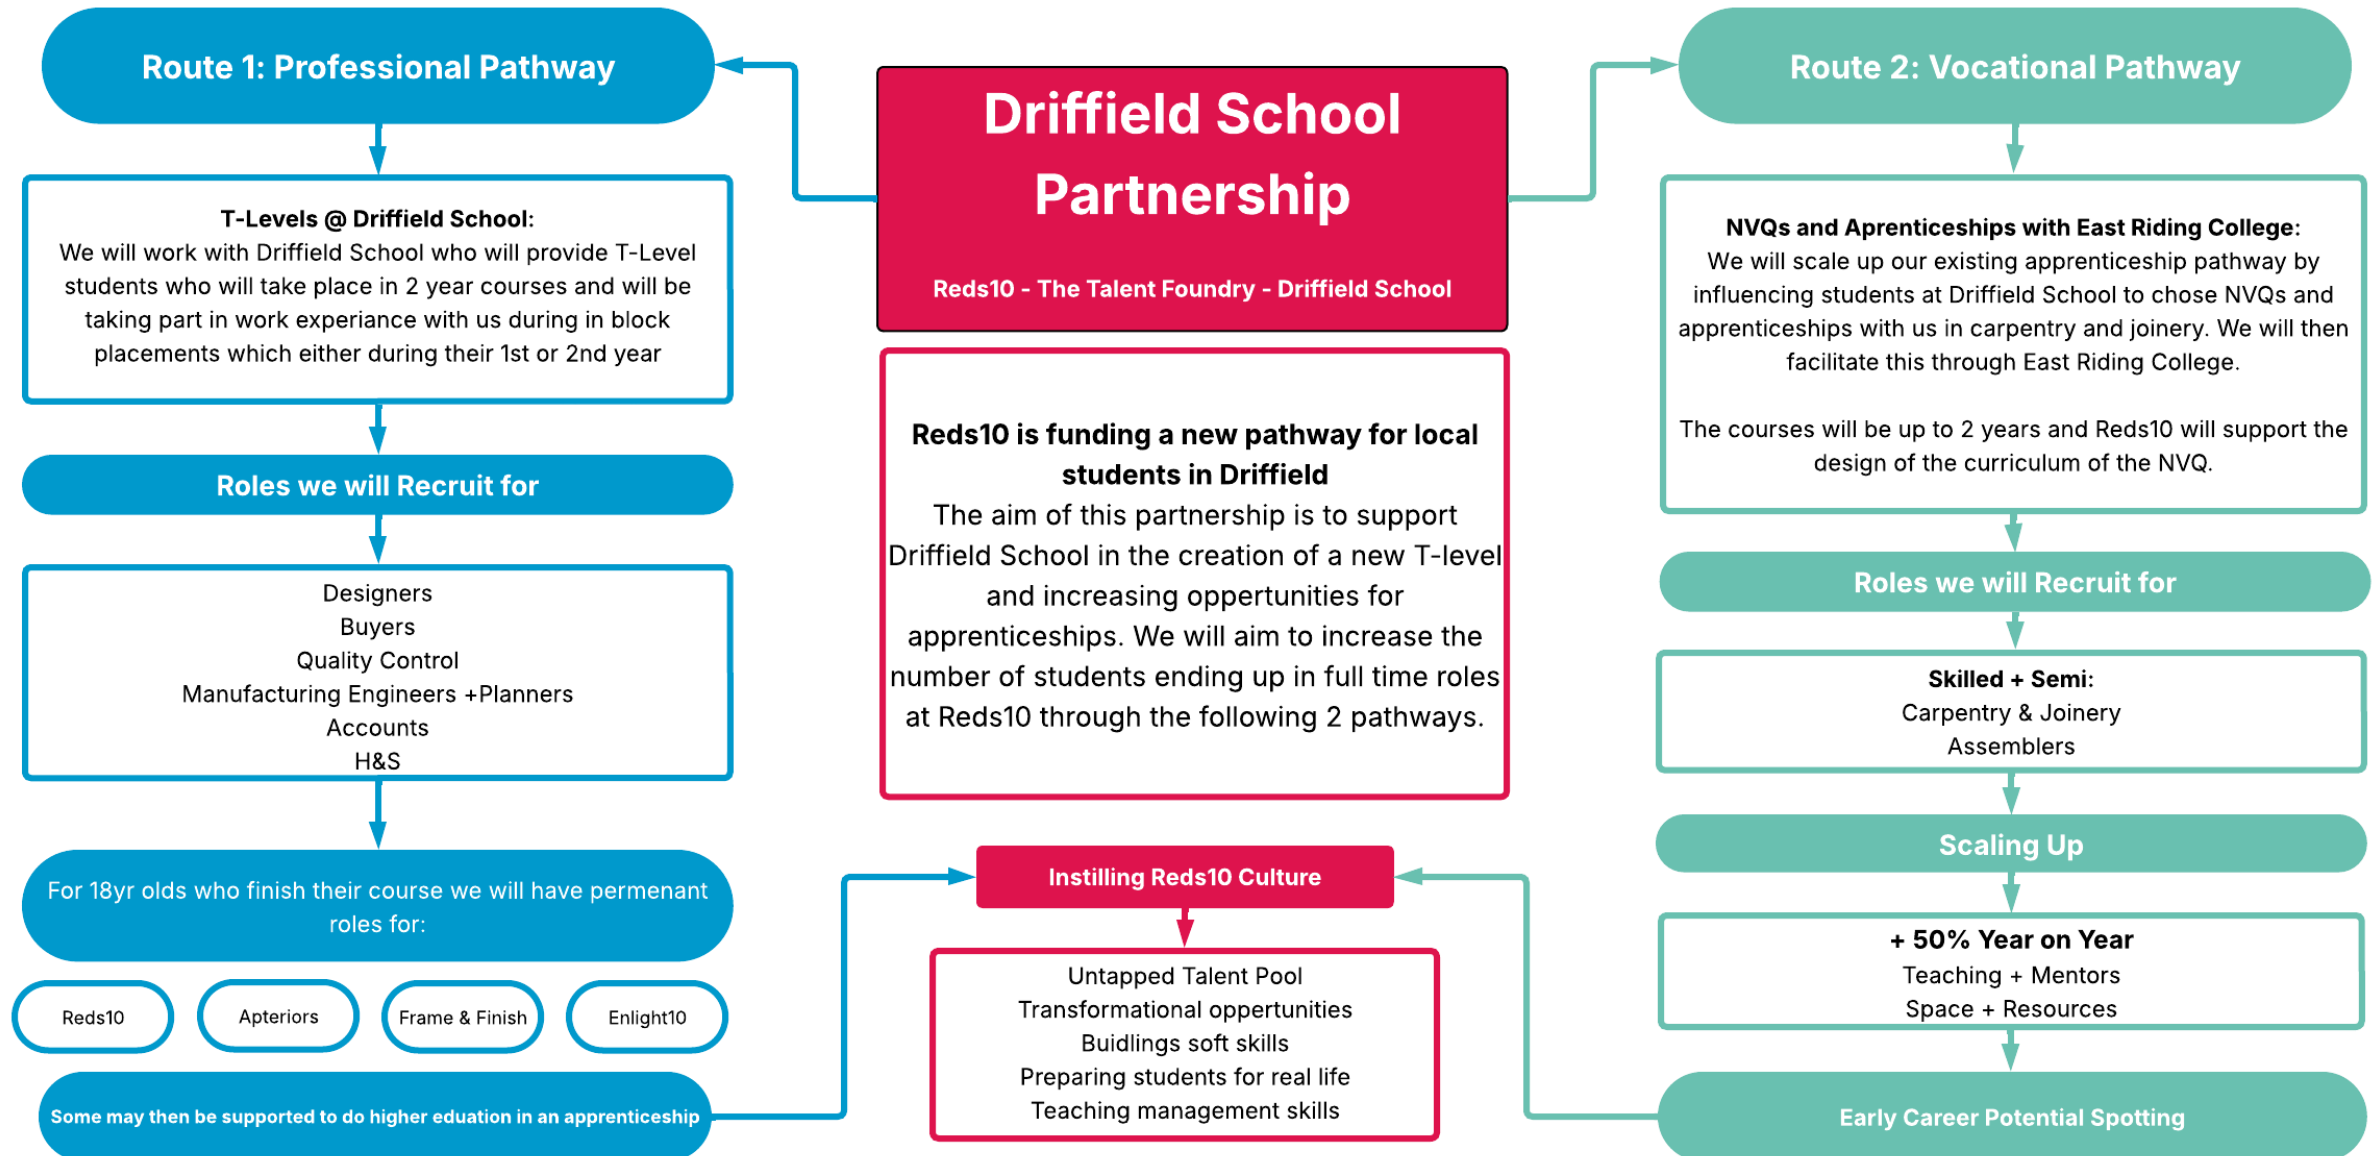 Route 1: Professional Pathway
T-Levels @ Driffield School:
We will work with Driffield School who will provide T-Level
students who will take place in 2 year courses and will be
taking part in work experiance with us during in block
placements which either during their 1st or 2nd year
Roles we will Recruit for
Designers
Buyers
Quality Control
Manufacturing Engineers +Planners
Accounts
H&S
For 18yr olds who finish their course we will have permenant
roles for:
Reds10
Apteriors
Frame & Finish
Enlight10
Some may then be supported to do higher eduation in an apprenticeship
Driffield School
Partnership
Reds10 - The Talent Foundry - Driffield School
Reds10 is funding a new pathway for local
students in Driffield
The aim of this partnership is to support
Driffield School in the creation of a new T-level
and increasing oppertunities for
apprenticeships. We will aim to increase the
number of students ending up in full time roles
at Reds10 through the following 2 pathways.
Instilling Reds10 Culture
Untapped Talent Pool
Transformational oppertunities
Buidlings soft skills
Preparing students for real life
Teaching management skills
Route 2: Vocational Pathway
NVQs and Aprenticeships with East Riding College:
We will scale up our existing apprenticeship pathway by
influencing students at Driffield School to chose NVQs and
apprenticeships with us in carpentry and joinery. We will then
facilitate this through East Riding College.
The courses will be up to 2 years and Reds10 will support the
design of the curriculum of the NVQ.
Roles we will Recruit for
Skilled + Semi:
Carpentry & Joinery
Assemblers
Scaling Up
+ 50% Year on Year
Teaching + Mentors
Space + Resources
Early Career Potential Spotting